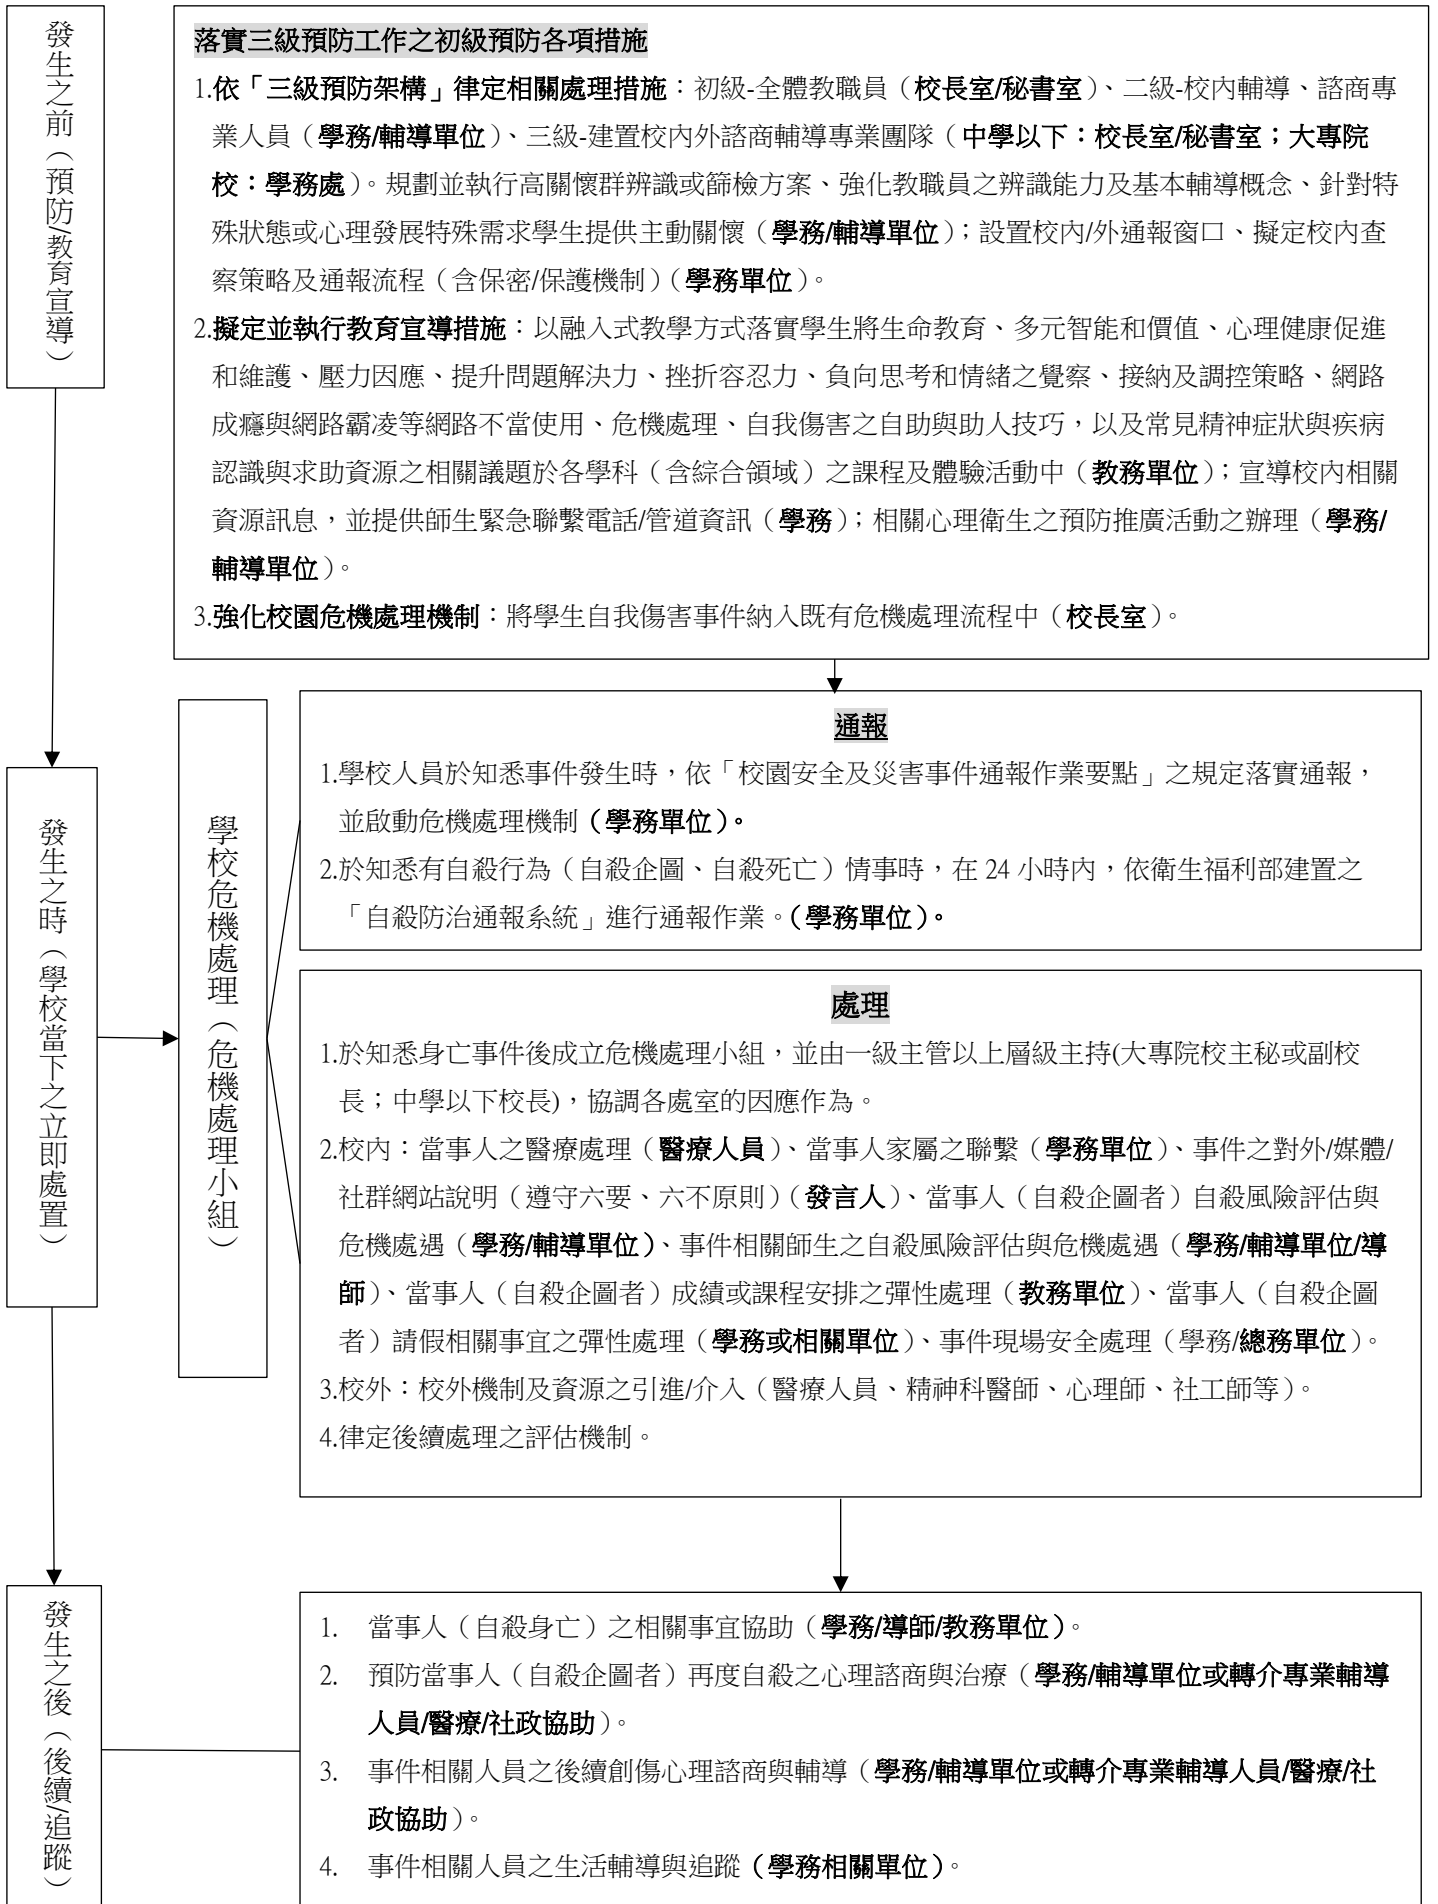 發生之前（預防/教育宣導）
落實三級預防工作之初級預防各項措施
1.依「三級預防架構」律定相關處理措施：初級-全體教職員（校長室/秘書室）、二級-校內輔導、諮商專
業人員（學務/輔導單位）、三級-建置校內外諮商輔導專業團隊（中學以下：校長室/秘書室；大專院
校：學務處）。規劃並執行高關懷群辨識或篩檢方案、強化教職員之辨識能力及基本輔導概念、針對特
殊狀態或心理發展特殊需求學生提供主動關懷（學務/輔導單位）；設置校內/外通報窗口、擬定校內查
察策略及通報流程（含保密/保護機制）（學務單位）。
2.擬定並執行教育宣導措施：以融入式教學方式落實學生將生命教育、多元智能和價值、心理健康促進
和維護、壓力因應、提升問題解決力、挫折容忍力、負向思考和情緒之覺察、接納及調控策略、網路
成癮與網路霸凌等網路不當使用、危機處理、自我傷害之自助與助人技巧，以及常見精神症狀與疾病
認識與求助資源之相關議題於各學科（含綜合領域）之課程及體驗活動中（教務單位）；宣導校內相關
資源訊息，並提供師生緊急聯繫電話/管道資訊（學務）；相關心理衛生之預防推廣活動之辦理（學務/
輔導單位）。
3.強化校園危機處理機制：將學生自我傷害事件納入既有危機處理流程中（校長室）。
發生之時（學校當下之立即處置）
學校危機處理（危機處理小組）
通報
1.學校人員於知悉事件發生時，依「校園安全及災害事件通報作業要點」之規定落實通報，
並啟動危機處理機制（學務單位）。
2.於知悉有自殺行為（自殺企圖、自殺死亡）情事時，在 24 小時內，依衛生福利部建置之
「自殺防治通報系統」進行通報作業。（學務單位）。
處理
1.於知悉身亡事件後成立危機處理小組，並由一級主管以上層級主持(大專院校主秘或副校
長；中學以下校長)，協調各處室的因應作為。
2.校內：當事人之醫療處理（醫療人員）、當事人家屬之聯繫（學務單位）、事件之對外/媒體/
社群網站說明（遵守六要、六不原則）（發言人）、當事人（自殺企圖者）自殺風險評估與
危機處遇（學務/輔導單位）、事件相關師生之自殺風險評估與危機處遇（學務/輔導單位/導
師）、當事人（自殺企圖者）成績或課程安排之彈性處理（教務單位）、當事人（自殺企圖
者）請假相關事宜之彈性處理（學務或相關單位）、事件現場安全處理（學務/總務單位）。
3.校外：校外機制及資源之引進/介入（醫療人員、精神科醫師、心理師、社工師等）。
4.律定後續處理之評估機制。
發生之後（後續/追蹤）
1. 當事人（自殺身亡）之相關事宜協助（學務/導師/教務單位）。
2. 預防當事人（自殺企圖者）再度自殺之心理諮商與治療（學務/輔導單位或轉介專業輔導
人員/醫療/社政協助）。
3. 事件相關人員之後續創傷心理諮商與輔導（學務/輔導單位或轉介專業輔導人員/醫療/社
政協助）。
4. 事件相關人員之生活輔導與追蹤（學務相關單位）。